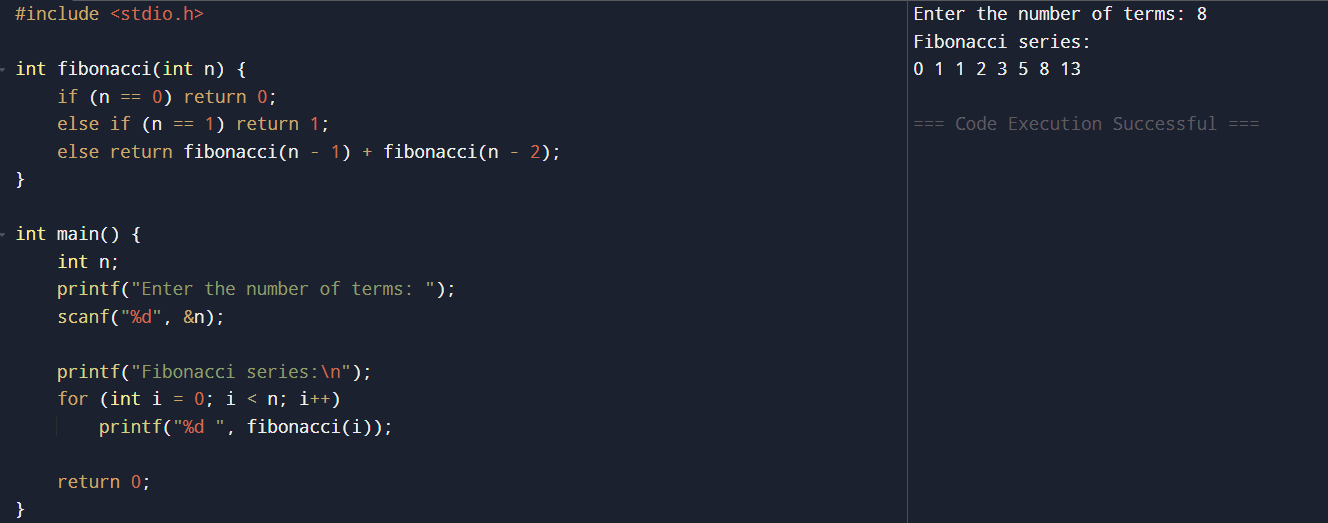 #include <stdio.h>
int fibonacci(int n) {
    if (n == 0) return 0;
    else if (n == 1) return 1;
    else return fibonacci(n - 1) + fibonacci(n - 2);
}
int main() {
    int n;
    printf("Enter the number of terms: ");
    scanf("%d", &n);
    printf("Fibonacci series:\n");
    for (int i = 0; i < n; i++)
        printf("%d ", fibonacci(i));
    return 0;
}
Enter the number of terms: 8
Fibonacci series:
0 1 1 2 3 5 8 13
=== Code Execution Successful ===